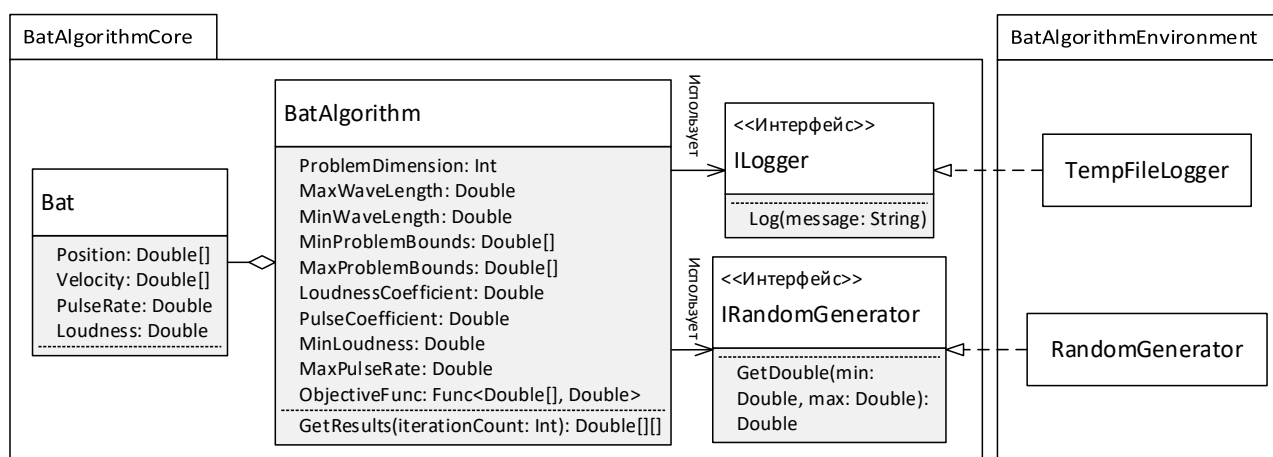 BatAlgorithmCore
BatAlgorithmEnvironment
Bat
Position: Double[]
Velocity: Double[]
PulseRate: Double
Loudness: Double
BatAlgorithm
ProblemDimension: Int
MaxWaveLength: Double
MinWaveLength: Double
MinProblemBounds: Double[]
MaxProblemBounds: Double[]
LoudnessCoefficient: Double
PulseCoefficient: Double
MinLoudness: Double
MaxPulseRate: Double
ObjectiveFunc: Func<Double[], Double>
GetResults(iterationCount: Int): Double[][]
Использует
<<Интерфейс>>
ILogger
Log(message: String)
Использует
<<Интерфейс>>
IRandomGenerator
GetDouble(min:
Double, max: Double):
Double
TempFileLogger
RandomGenerator